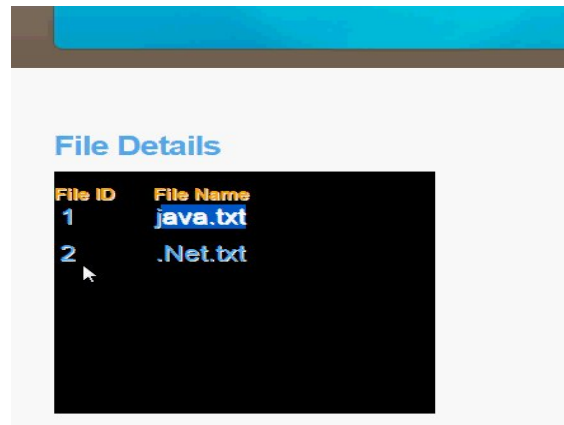 File Details
File ID File Name
1 java.txt
2 .Net.txt